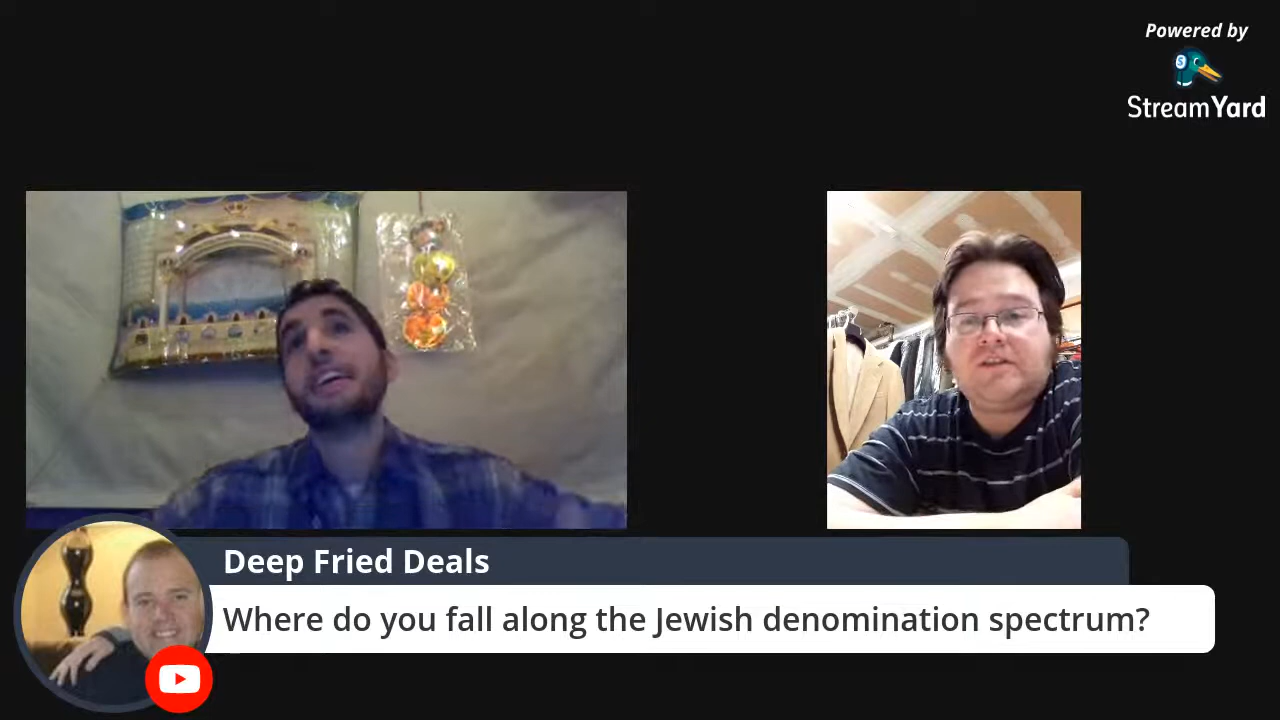 Powered by
StreamYard
Deep Fried Deals
Where do you fall along the Jewish denomination spectrum?